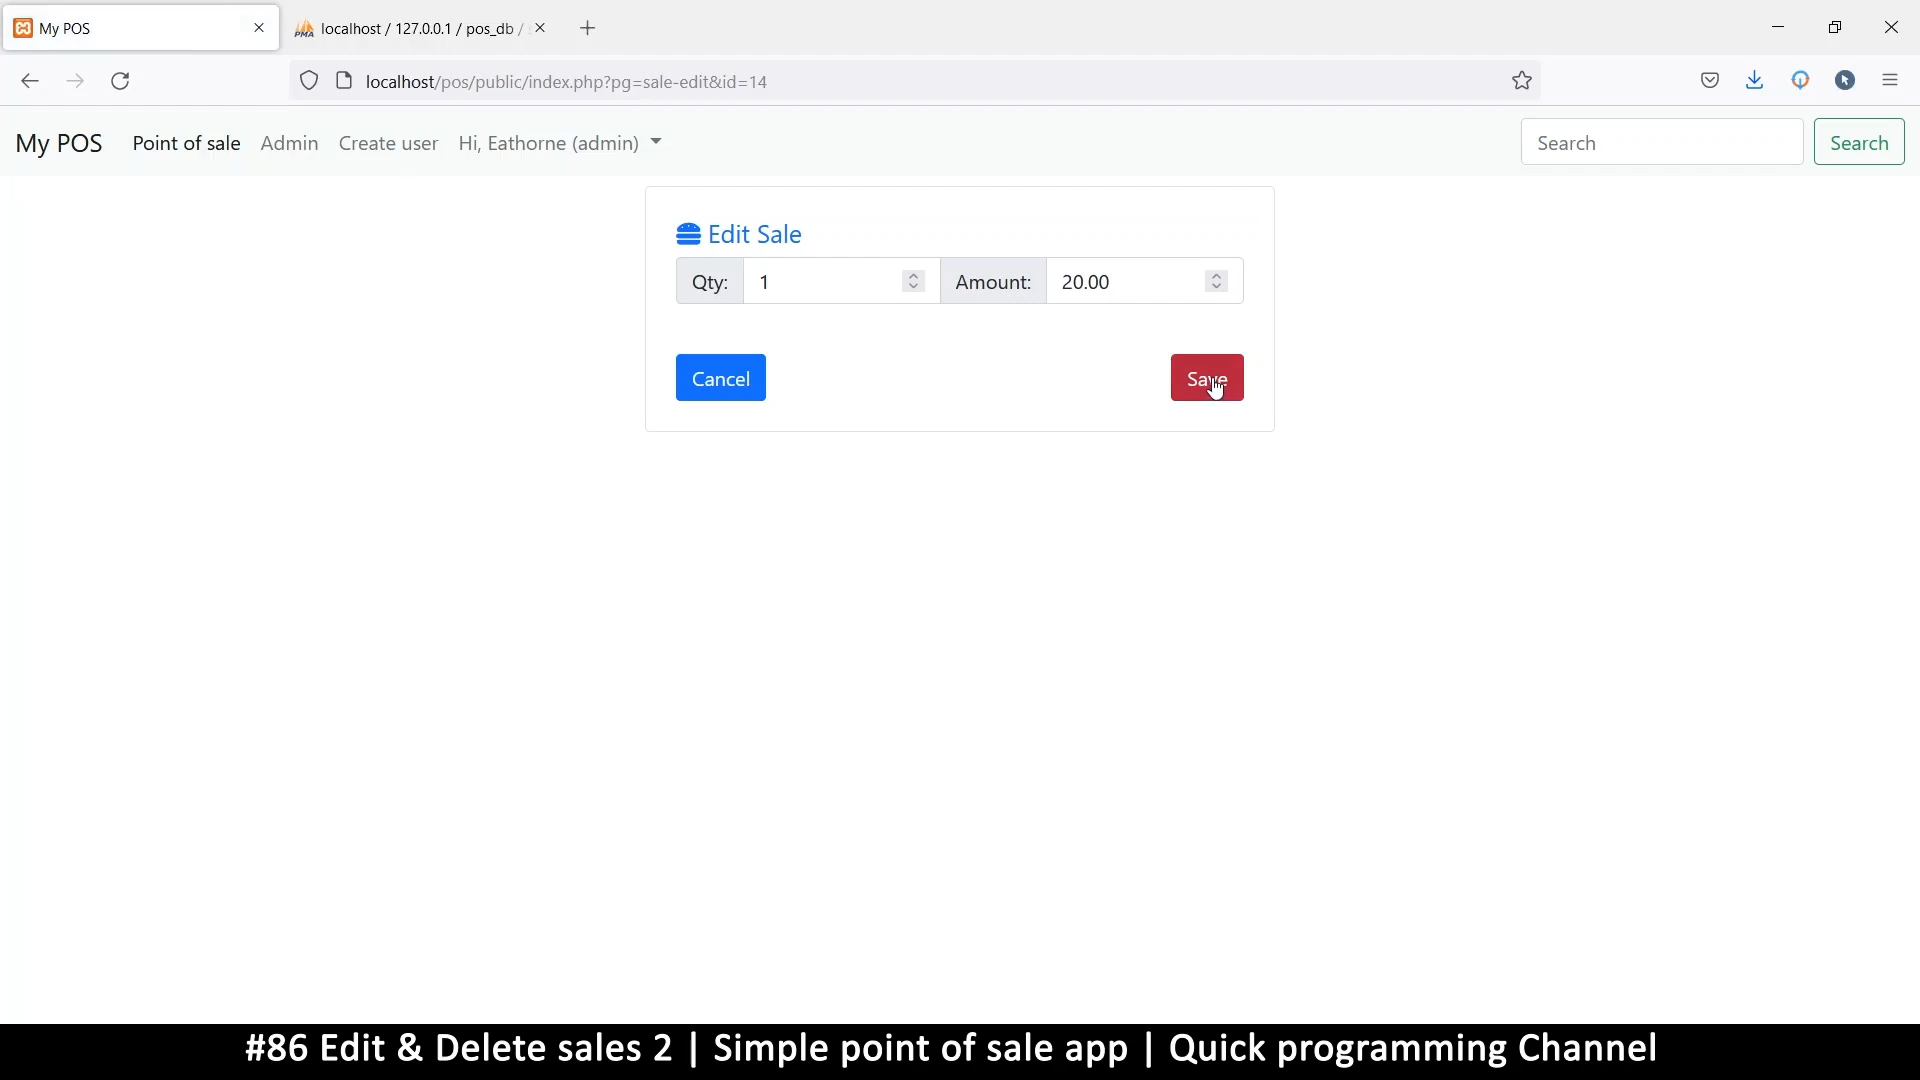 My POS
localhost / 127.0.0.1 / pos_db /
localhost/pos/public/index.php?pg=sale-edit&id=14
My POS Point of sale Admin Create user Hi, Eathorne (admin) Search Search
Edit Sale
Qty: 1 Amount: 20.00
Cancel Save
#86 Edit & Delete sales 2 | Simple point of sale app | Quick programming Channel